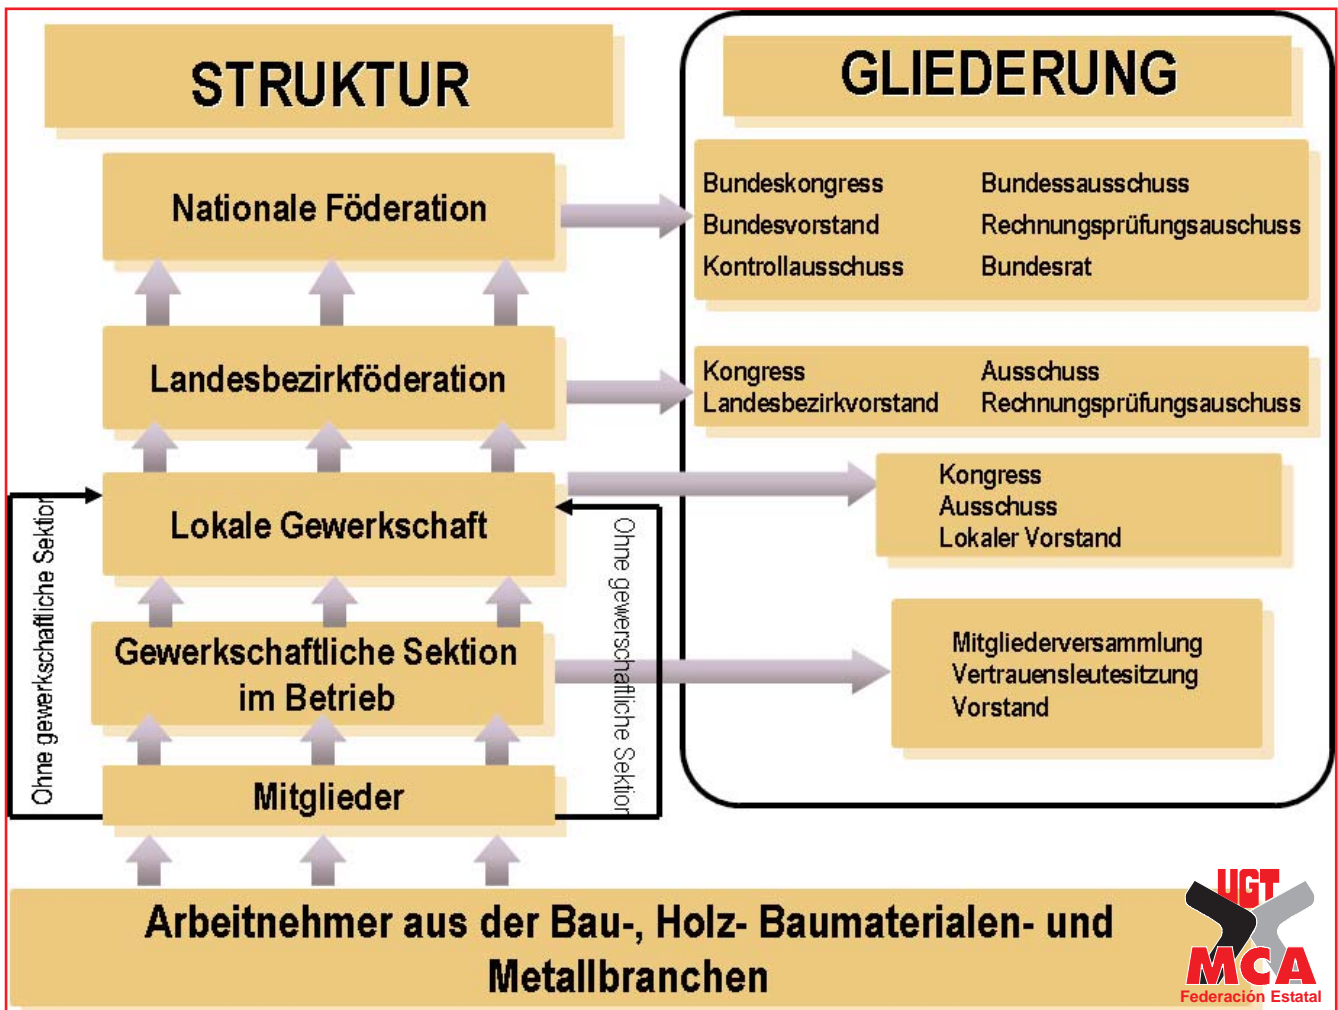 STRUKTUR
Nationale Föderation
Landesbezirkföderation
Lokale Gewerkschaft
Gewerkschaftliche Sektion
im Betrieb
Mitglieder
Ohne gewerkschaftliche Sektion
Ohne gewerschaftliche Sektion
Arbeitnehmer aus der Bau-, Holz- Baumaterialen- und
Metallbranchen
GLIEDERUNG
Bundeskongress
Bundesvorstand
Kontrollausschuss
Bundessausschuss
Rechnungsprüfungsauschuss
Bundesrat
Kongress
Landesbezirkvorstand
Ausschuss
Rechnungsprüfungsauschuss
Kongress
Ausschuss
Lokaler Vorstand
Mitgliederversammlung
Vertrauensleutesitzung
Vorstand
UGT
MCA
Federación Estatal